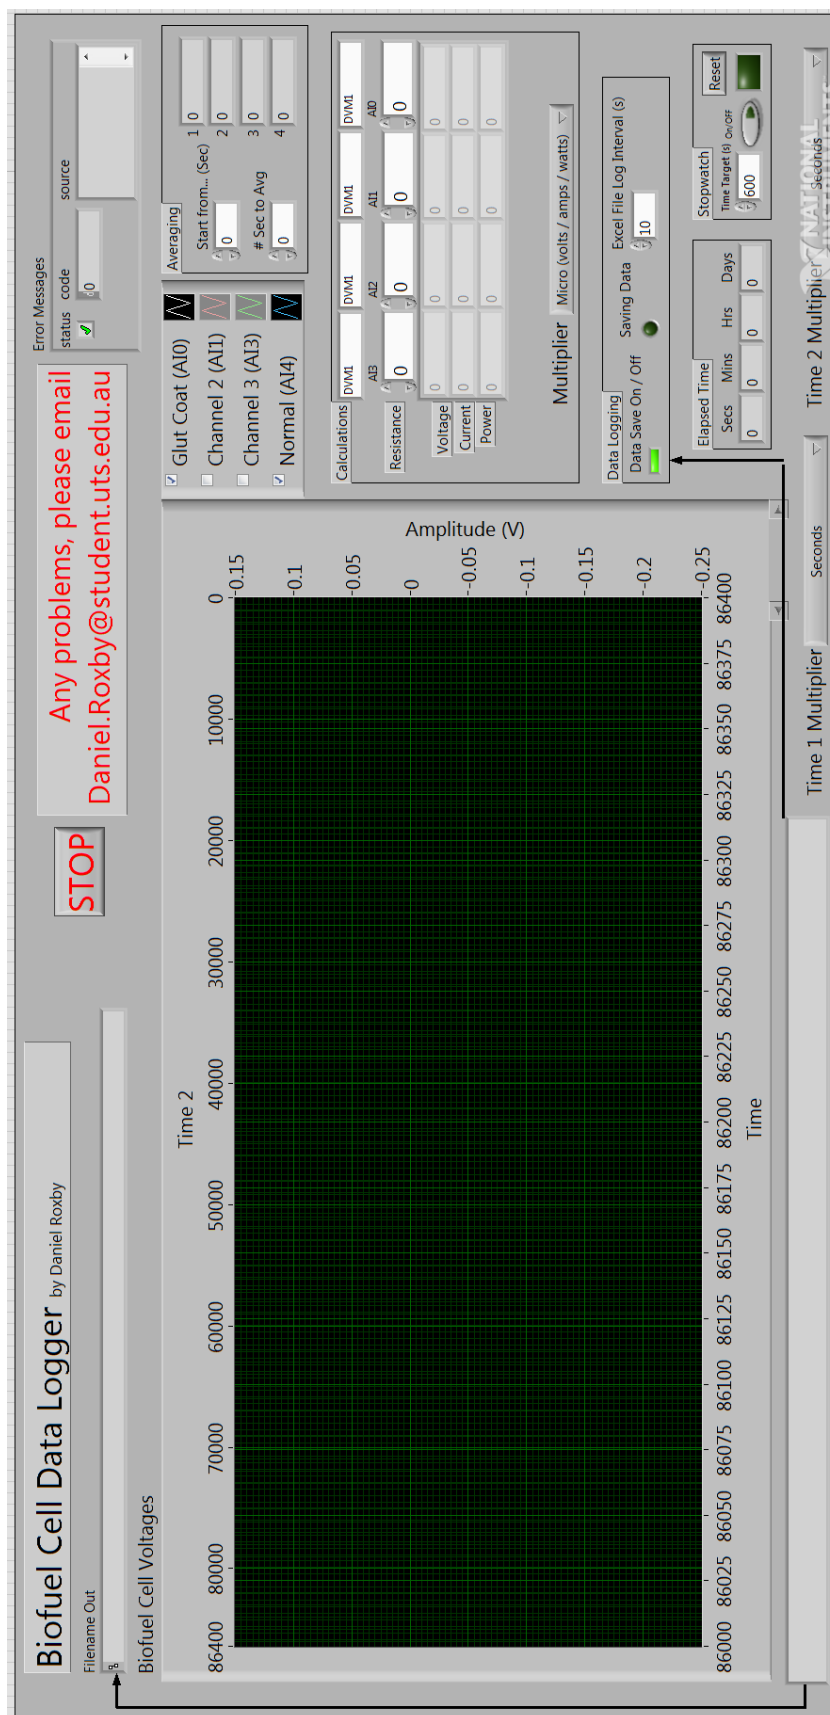 Biofuel Cell Data Logger by Daniel Roxby
STOP
Any problems, please email
Daniel.Roxby@student.uts.edu.au
Error Messages
status code
0
source
Filename Out
Biofuel Cell Voltages
Time 2
86400 80000 70000 60000 50000 40000 30000 20000 10000 0
Amplitude (V)
-0.15
-0.1
-0.05
-0
-0.05
-0.1
-0.15
-0.2
-0.25
86000 86025 86050 86075 86100 86125 86150 86175 86200 86225 86250 86275 86300 86325 86350 86375 86400
Time
Glut Coat (AI0)
Channel 2 (AI1)
Channel 3 (AI3)
Normal (AI4)
Averaging
Start from... (Sec)
0
# Sec to Avg
0
1 0
2 0
3 0
4 0
Calculations
DVM1 DVM1 DVM1 DVM1
AI3 AI2 AI1 AI0
Resistance 0 0 0 0
Voltage 0 0 0 0
Current 0 0 0 0
Power 0 0 0 0
Multiplier Micro (volts / amps / watts)
Data Logging
Data Save On / Off
Saving Data
Excel File Log Interval (s)
10
Elapsed Time
Secs Mins Hrs Days
0 0 0 0
Stopwatch
Time Target (s)
600
On/OFF
Reset
Time 1 Multiplier Seconds
Time 2 Multiplier Seconds
NATIONAL
INSTRUMENTS